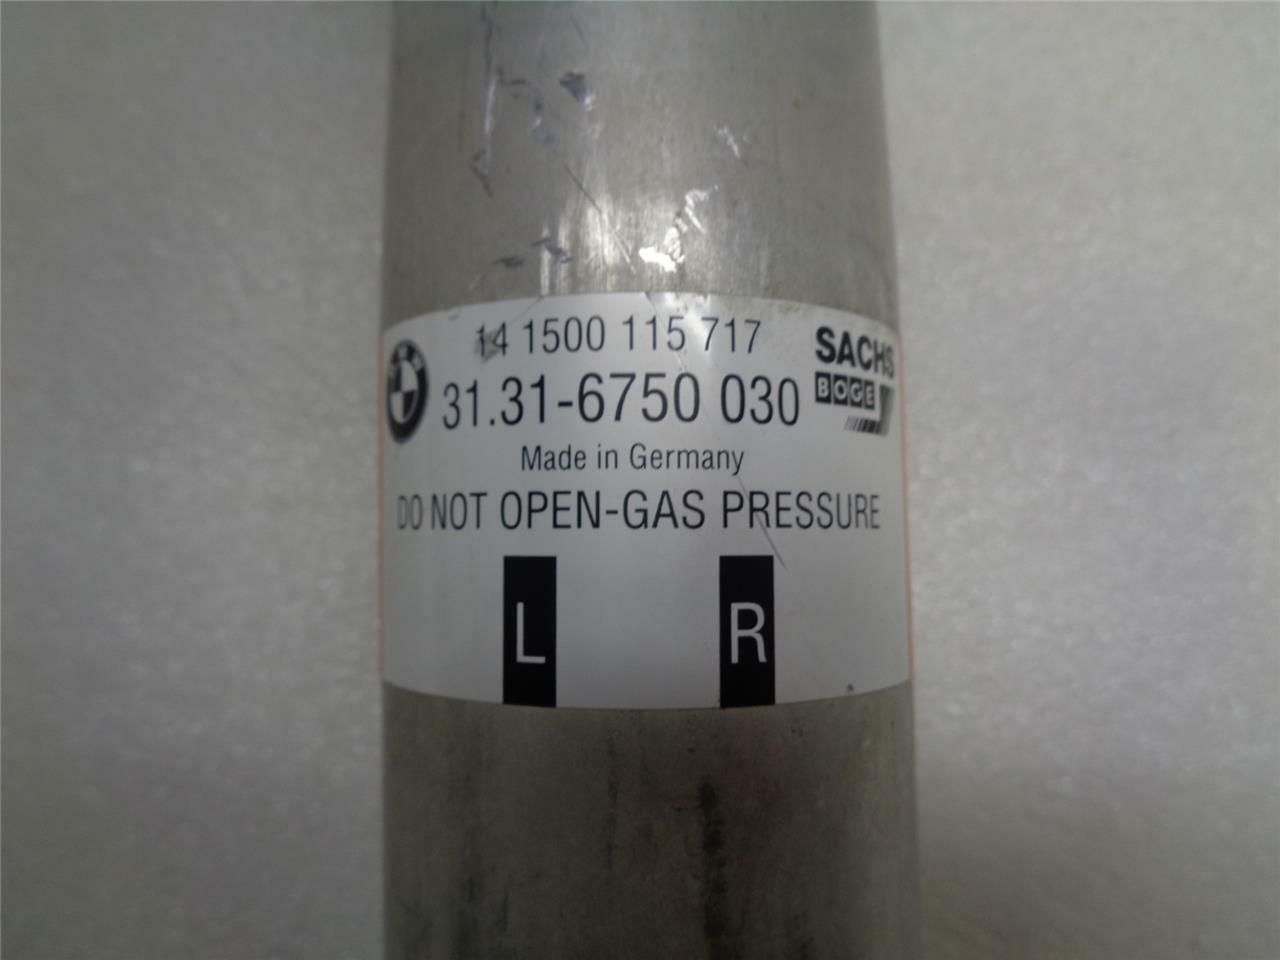 14 1500 115 717
31.31-6750 030
SACHS
BOGE
Made in Germany
DO NOT OPEN-GAS PRESSURE
L R